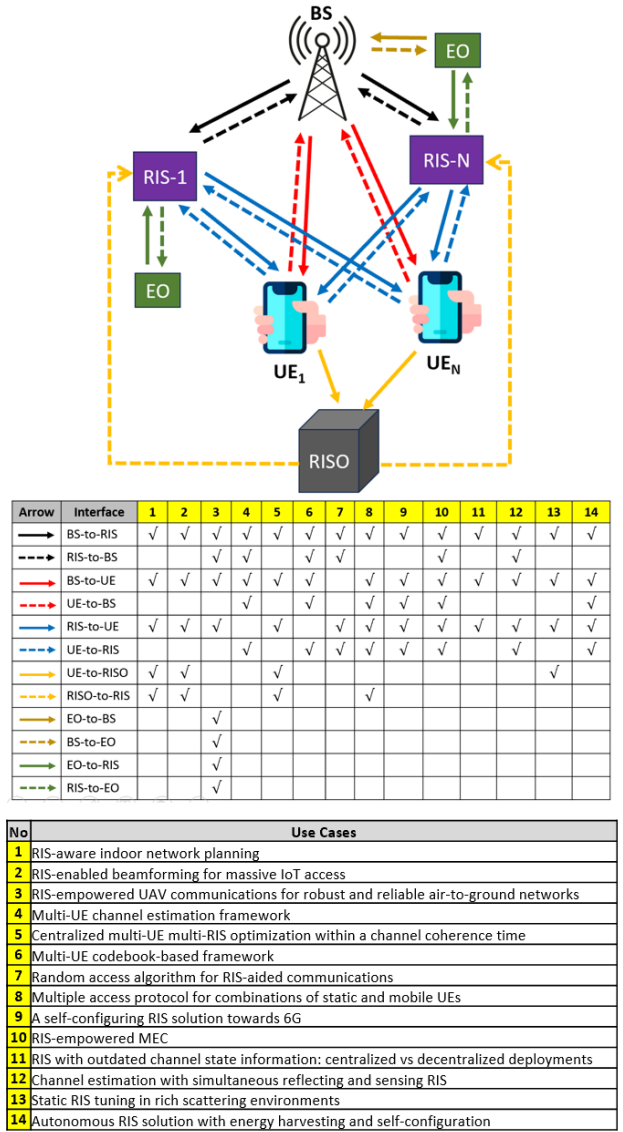 BS
EO
RIS-1
RIS-N
EO
UE1
UEN
RISO
Arrow Interface 1 2 3 4 5 6 7 8 9 10 11 12 13 14
BS-to-RIS √ √ √ √ √ √ √ √ √ √ √ √ √ √
RIS-to-BS √ √ √ √ √ √
BS-to-UE √ √ √ √ √ √ √ √ √ √ √ √ √
UE-to-BS √ √ √ √ √ √
RIS-to-UE √ √ √ √ √ √ √ √ √ √ √ √
UE-to-RIS √ √ √ √ √ √ √ √
UE-to-RISO √ √ √ √
RISO-to-RIS √ √ √ √
EO-to-BS √
BS-to-EO √
EO-to-RIS √
RIS-to-EO √
No Use Cases
1 RIS-aware indoor network planning
2 RIS-enabled beamforming for massive IoT access
3 RIS-empowered UAV communications for robust and reliable air-to-ground networks
4 Multi-UE channel estimation framework
5 Centralized multi-UE multi-RIS optimization within a channel coherence time
6 Multi-UE codebook-based framework
7 Random access algorithm for RIS-aided communications
8 Multiple access protocol for combinations of static and mobile UEs
9 A self-configuring RIS solution towards 6G
10 RIS-empowered MEC
11 RIS with outdated channel state information: centralized vs decentralized deployments
12 Channel estimation with simultaneous reflecting and sensing RIS
13 Static RIS tuning in rich scattering environments
14 Autonomous RIS solution with energy harvesting and self-configuration